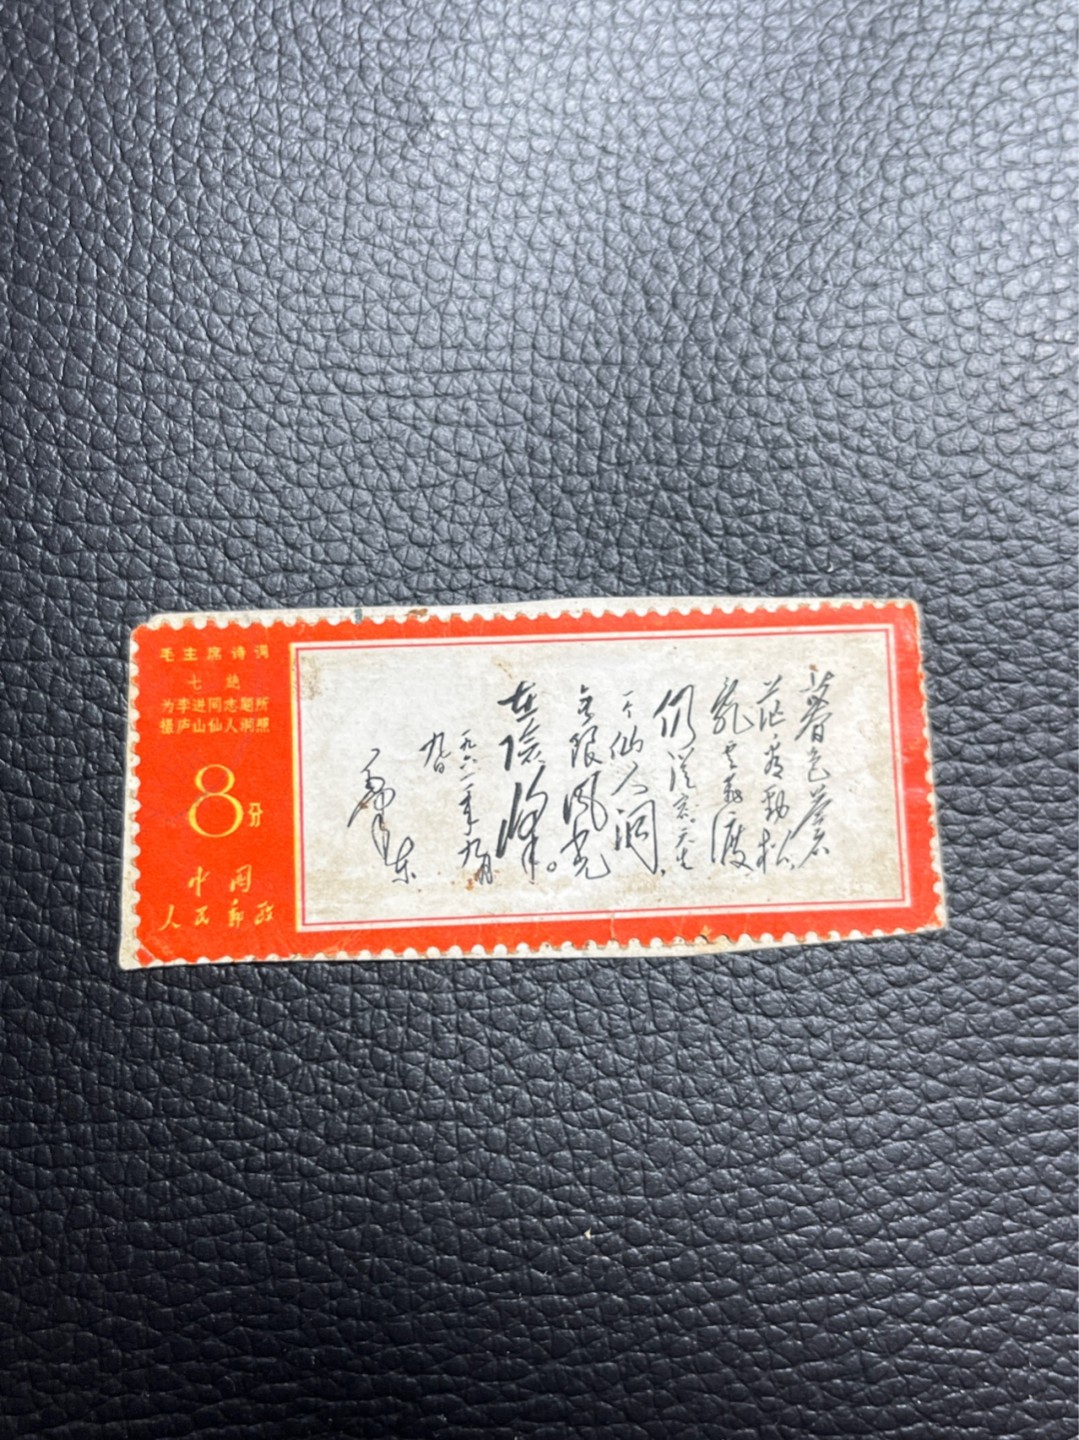 毛主席诗词
七绝
为李进同志题所
摄庐山仙人洞照
8分
中国
人民邮政
暮色苍
茫看劲松，
乱云飞渡
仍从容。天生
一个仙人洞，
无限风光
在险峰。
一九六一年九月
九日
毛泽东